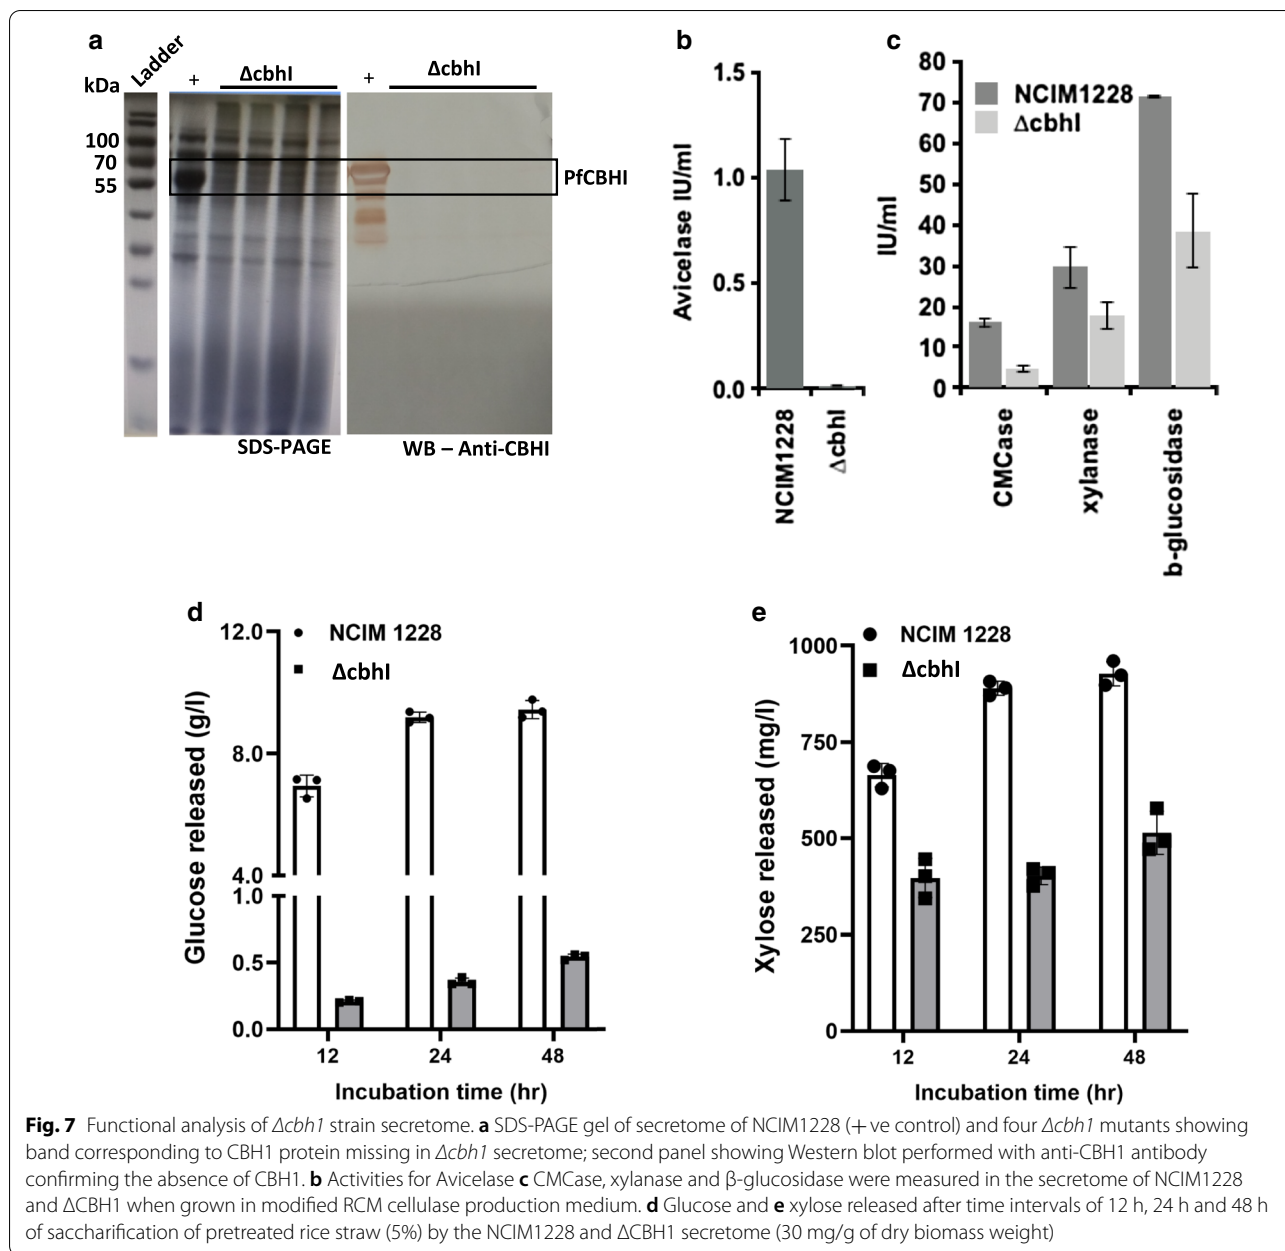 a
Ladder
kDa
+
ΔcbhI
+
ΔcbhI
100
70
55
PfCBHI
SDS-PAGE
WB – Anti-CBHI
b
Avicelase IU/ml
1.5
1.0
0.5
0.0
NCIM1228
ΔcbhI
c
IU/ml
80
70
60
50
40
30
20
10
0
NCIM1228
ΔcbhI
CMCase
xylanase
b-glucosidase
d
Glucose released (g/l)
12.0
8.0
4.0
1.0
0.5
0.0
NCIM 1228
ΔcbhI
12
24
48
Incubation time (hr)
e
Xylose released (mg/l)
1000
750
500
250
0
NCIM 1228
ΔcbhI
12
24
48
Incubation time (hr)
Fig. 7 Functional analysis of Δcbh1 strain secretome. a SDS-PAGE gel of secretome of NCIM1228 (+ve control) and four Δcbh1 mutants showing
band corresponding to CBH1 protein missing in Δcbh1 secretome; second panel showing Western blot performed with anti-CBH1 antibody
confirming the absence of CBH1. b Activities for Avicelase c CMCase, xylanase and β-glucosidase were measured in the secretome of NCIM1228
and ΔCBH1 when grown in modified RCM cellulase production medium. d Glucose and e xylose released after time intervals of 12 h, 24 h and 48 h
of saccharification of pretreated rice straw (5%) by the NCIM1228 and ΔCBH1 secretome (30 mg/g of dry biomass weight)